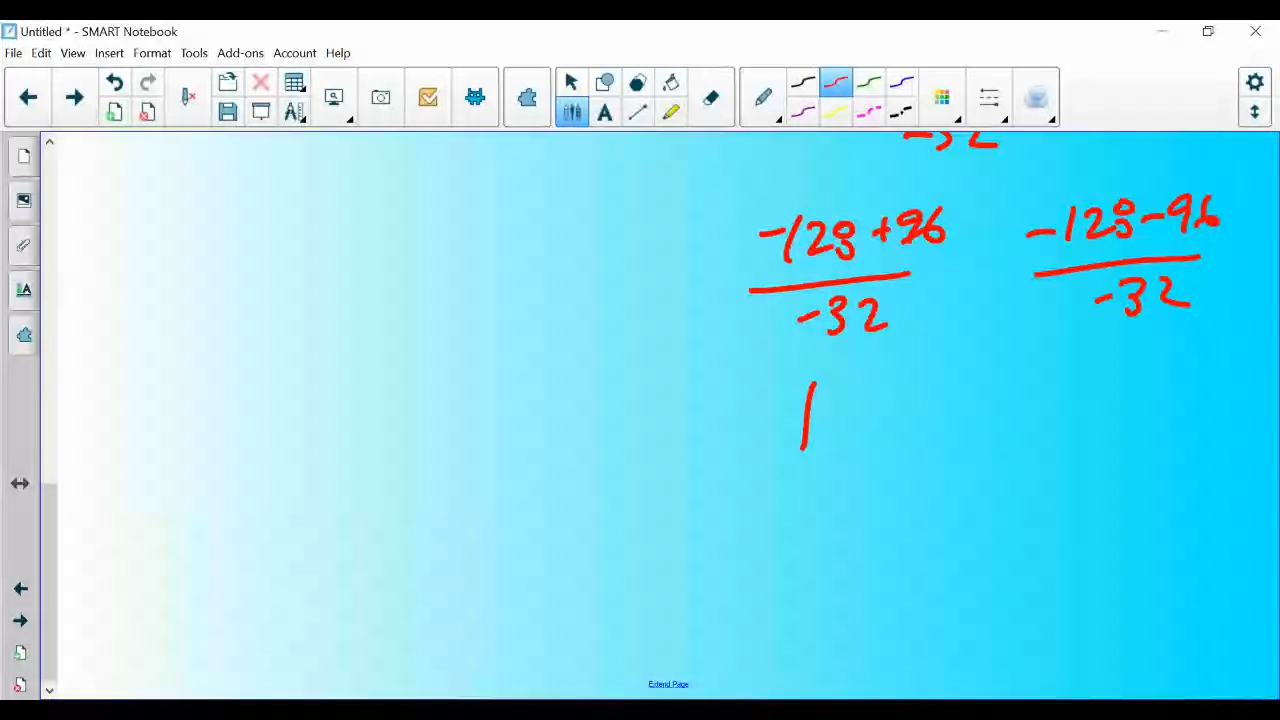 Untitled * - SMART Notebook
File Edit View Insert Format Tools Add-ons Account Help
-32
-128+96 -128-96
-32 -32
1
Extend Page